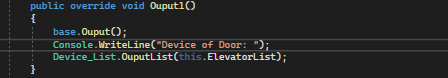 public override void Ouput1()
{
base.Ouput();
Console.WriteLine("Device of Door: ");
Device_List.OuputList(this.ElevatorList);
}